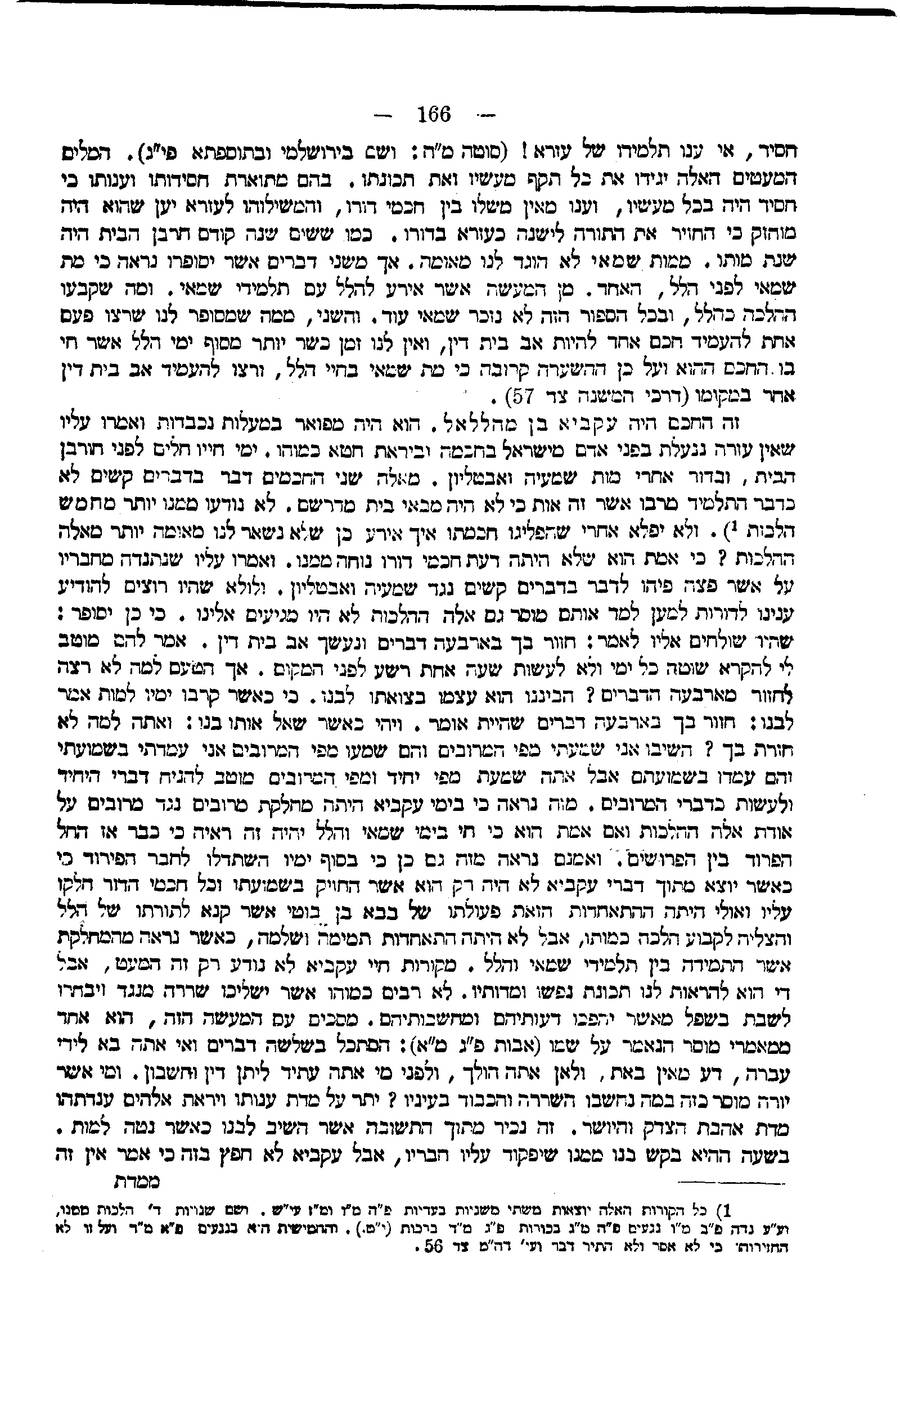 — 166 —
חסיד, אי ענו תלמידו של עזרא! (סוטה מ"ח: ושם בירושלמי ובתוספתא פי"ג). המלים
המעטים האלה יגידו את כל תקף מעשיו ואת תכונתו. בהם מתוארת חסידותו וענותו כי
חסיד היה בכל מעשיו, וענו מאין משלו בין חכמי דורו, והמשילוהו לעזרא יען שהוא היה
מוחזק כי החזיר את התורה לישנה כעזרא בדורו. כמו ששים שנה קודם חרבן הבית היה
שנת מותו. ממות שמאי לא הוגד לנו מאומה. אך משני דברים אשר יסופרו נראה כי מת
שמאי לפני הלל, האחד. מן המעשה אשר אירע להלל עם תלמידי שמאי. ומה שקבעו
ההלכה כהלל, ובכל הספור הזה לא נזכר שמאי עוד. והשני, ממה שמסופר לנו שרצו פעם
אחת להעמיד חכם אחד להיות אב בית דין, ואין לנו זמן כשר יותר מסוף ימי הלל אשר חי
בו החכם ההוא ועל כן ההשערה קרובה כי מת שמאי בחיי הלל, ורצו להעמיד אב בית דין
אחר במקומו (דרכי המשנה צד 57).
זה החכם היה עקביא בן מהללאל. הוא היה מפואר במעלות נכבדות ואמרו עליו
שאין עזרה ננעלת בפני אדם מישראל בחכמה וביראת חטא כמוהו. ימי חייו חלים לפני חורבן
הבית, ובדור אחרי מות שמעיה ואבטליון. מאלה שני החכמים דבר בדברים קשים לא
כדבר התלמיד מרבו אשר זה אות כי לא היה מבאי בית מדרשם. לא נודעו ממנו יותר מחמש
הלכות ¹). ולא יפלא אחרי שהפליגו חכמתו איך אירע כן שלא נשאר לנו מאומה יותר מאלה
ההלכות? כי אמת הוא שלא היתה דעת חכמי דורו נוחה ממנו. ואמרו עליו שנתנדה מחבריו
על אשר פצה פיהו לדבר בדברים קשים נגד שמעיה ואבטליון. ולולא שהיו רוצים להודיע
ענינו לדורות למען למד אותם מוסר גם אלה ההלכות לא היו מגיעים אלינו. כי כן יסופר:
שהיו שולחים אליו לאמר: חזור בך בארבעה דברים ונעשך אב בית דין. אמר להם מוטב
לי להקרא שוטה כל ימי ולא לעשות שעה אחת רשע לפני המקום. אך הטעם למה לא רצה
לחזור מארבעה הדברים? הביננו הוא עצמו בצואתו לבנו. כי כאשר קרבו ימיו למות אמר
לבנו: חזור בך בארבעה דברים שהיית אומר. ויהי כאשר שאל אותו בנו: ואתה למה לא
חזרת בך? השיבו אני שמעתי מפי המרובים והם שמעו מפי המרובים אני עמדתי בשמועתי
והם עמדו בשמועתם אבל אתה שמעת מפי יחיד ומפי המרובים מוטב להניח דברי היחיד
ולעשות כדברי המרובים. מזה נראה כי בימי עקביא היתה מחלקת מרובים נגד מרובים על
אודת אלה ההלכות ואם אמת הוא כי חי בימי שמאי והלל יהיה זה ראיה כי כבר אז החל
הפרוד בין הפרושים. ואמנם נראה מזה גם כן כי בסוף ימיו השתדלו לחבר הפירוד כי
כאשר יוצא מתוך דברי עקביא לא היה רק הוא אשר החזיק בשמועתו וכל חכמי הדור חלקו
עליו ואולי היתה ההתאחדות הזאת פעולתו של בבא בן בוטי אשר קנא לתורתו של הלל
והצליח לקבוע הלכה כמותו, אבל לא היתה התאחדות תמימה ושלמה, כאשר נראה מהמחלקת
אשר התמידה בין תלמידי שמאי והלל. מקורות חיי עקביא לא נודע רק זה המעט, אבל
די הוא להראות לנו תכונת נפשו ומדותיו. לא רבים כמוהו אשר ישליכו שררה מנגד ויבחרו
לשבת בשפל מאשר יהפכו דעותיהם ומחשבותיהם. מסכים עם המעשה הזה, הוא אחד
ממאמרי מוסר הנאמר על שמו (אבות פ"ג מ"א): הסתכל בשלשה דברים ואי אתה בא לידי
עברה, דע מאין באת, ולאן אתה הולך, ולפני מי אתה עתיד ליתן דין וחשבון. ומי אשר
יורה מוסר כזה במה נחשבו השררה והכבוד בעיניו? יתר על מדת ענותו ויראת אלהים ענדתהו
מדת אהבת הצדק והיושר. זה נכיר מתוך התשובה אשר השיב לבנו כאשר נטה למות.
בשעה ההיא בקש בנו ממנו שיפקוד עליו חבריו, אבל עקביא לא חפץ בזה כי אמר אין זה
ממדת
1) כל הקורות האלה יוצאות משתי משניות בעדיות פ"ה מ"ו ומ"ז עי"ש. ושם שנויות ד' הלכות ממנו,
וע"ע נדה פ"ב מ"ו נגעים פ"ה מ"ג בכורות פ"ג מ"ד ברכות (י"ט.). והחמישית היא בנגעים פ"א מ"ד ועל זו לא
החזירוהו כי לא אסר ולא התיר דבר ועי' דה"מ צד 56.